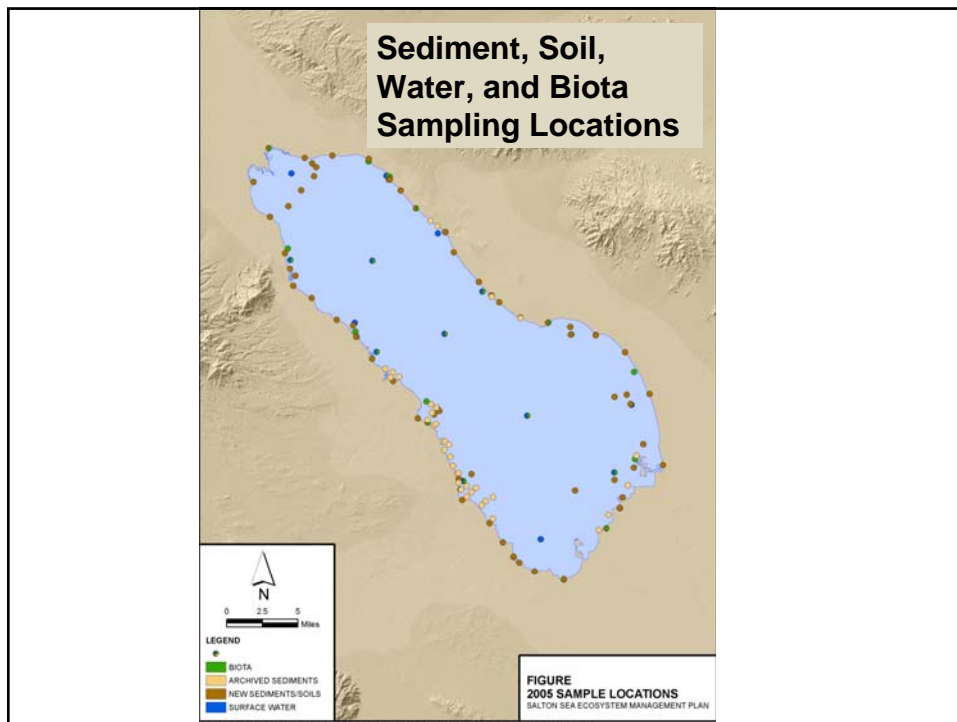 Sediment, Soil,
Water, and Biota
Sampling Locations
N
0 2.5 5
Miles
LEGEND
BIOTA
ARCHIVED SEDIMENTS
NEW SEDIMENTS/SOILS
SURFACE WATER
FIGURE
2005 SAMPLE LOCATIONS
SALTON SEA ECOSYSTEM MANAGEMENT PLAN